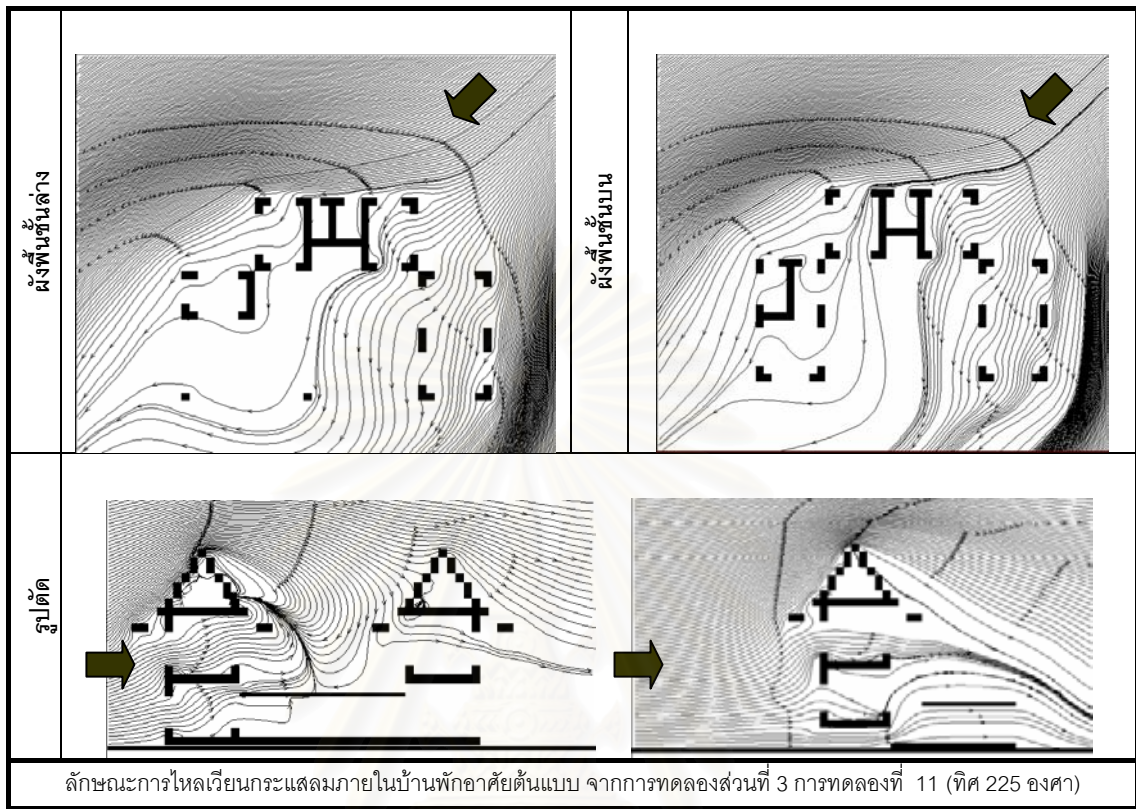 ผังพื้นชั้นล่าง
ผังพื้นชั้นบน
รูปตัด
ลักษณะการไหลเวียนกระแสลมภายในบ้านพักอาศัยต้นแบบ จากการทดลองส่วนที่ 3 การทดลองที่ 11 (ทิศ 225 องศา)